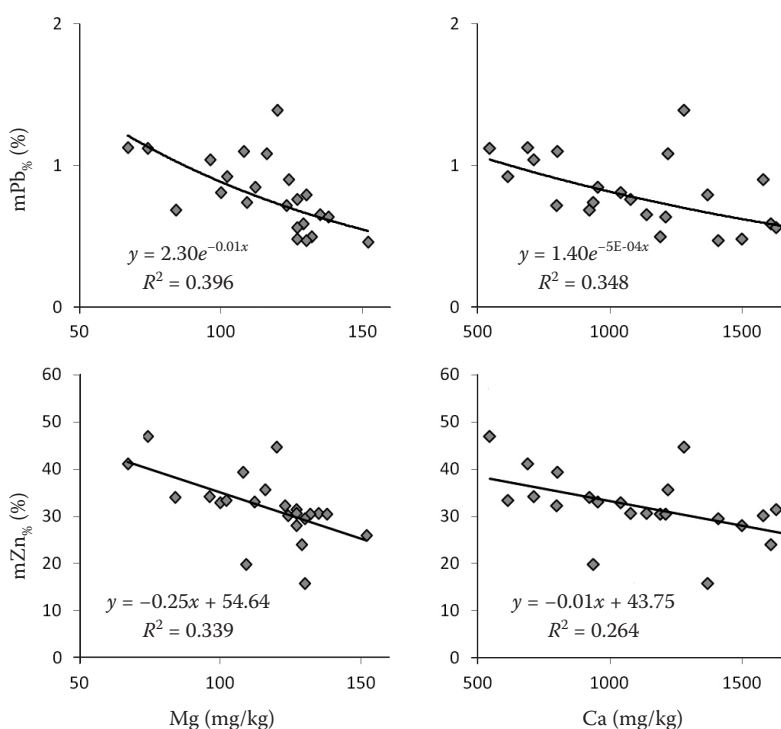 2
2
mPb% (%)
1
1
y = 2.30e^−0.01x
R² = 0.396
y = 1.40e^−5E-04x
R² = 0.348
0
0
50
100
150
500
1000
1500
60
60
50
50
40
40
mZn% (%)
30
30
20
20
10
10
y = −0.25x + 54.64
R² = 0.339
y = −0.01x + 43.75
R² = 0.264
0
0
50
100
150
500
1000
1500
Mg (mg/kg)
Ca (mg/kg)